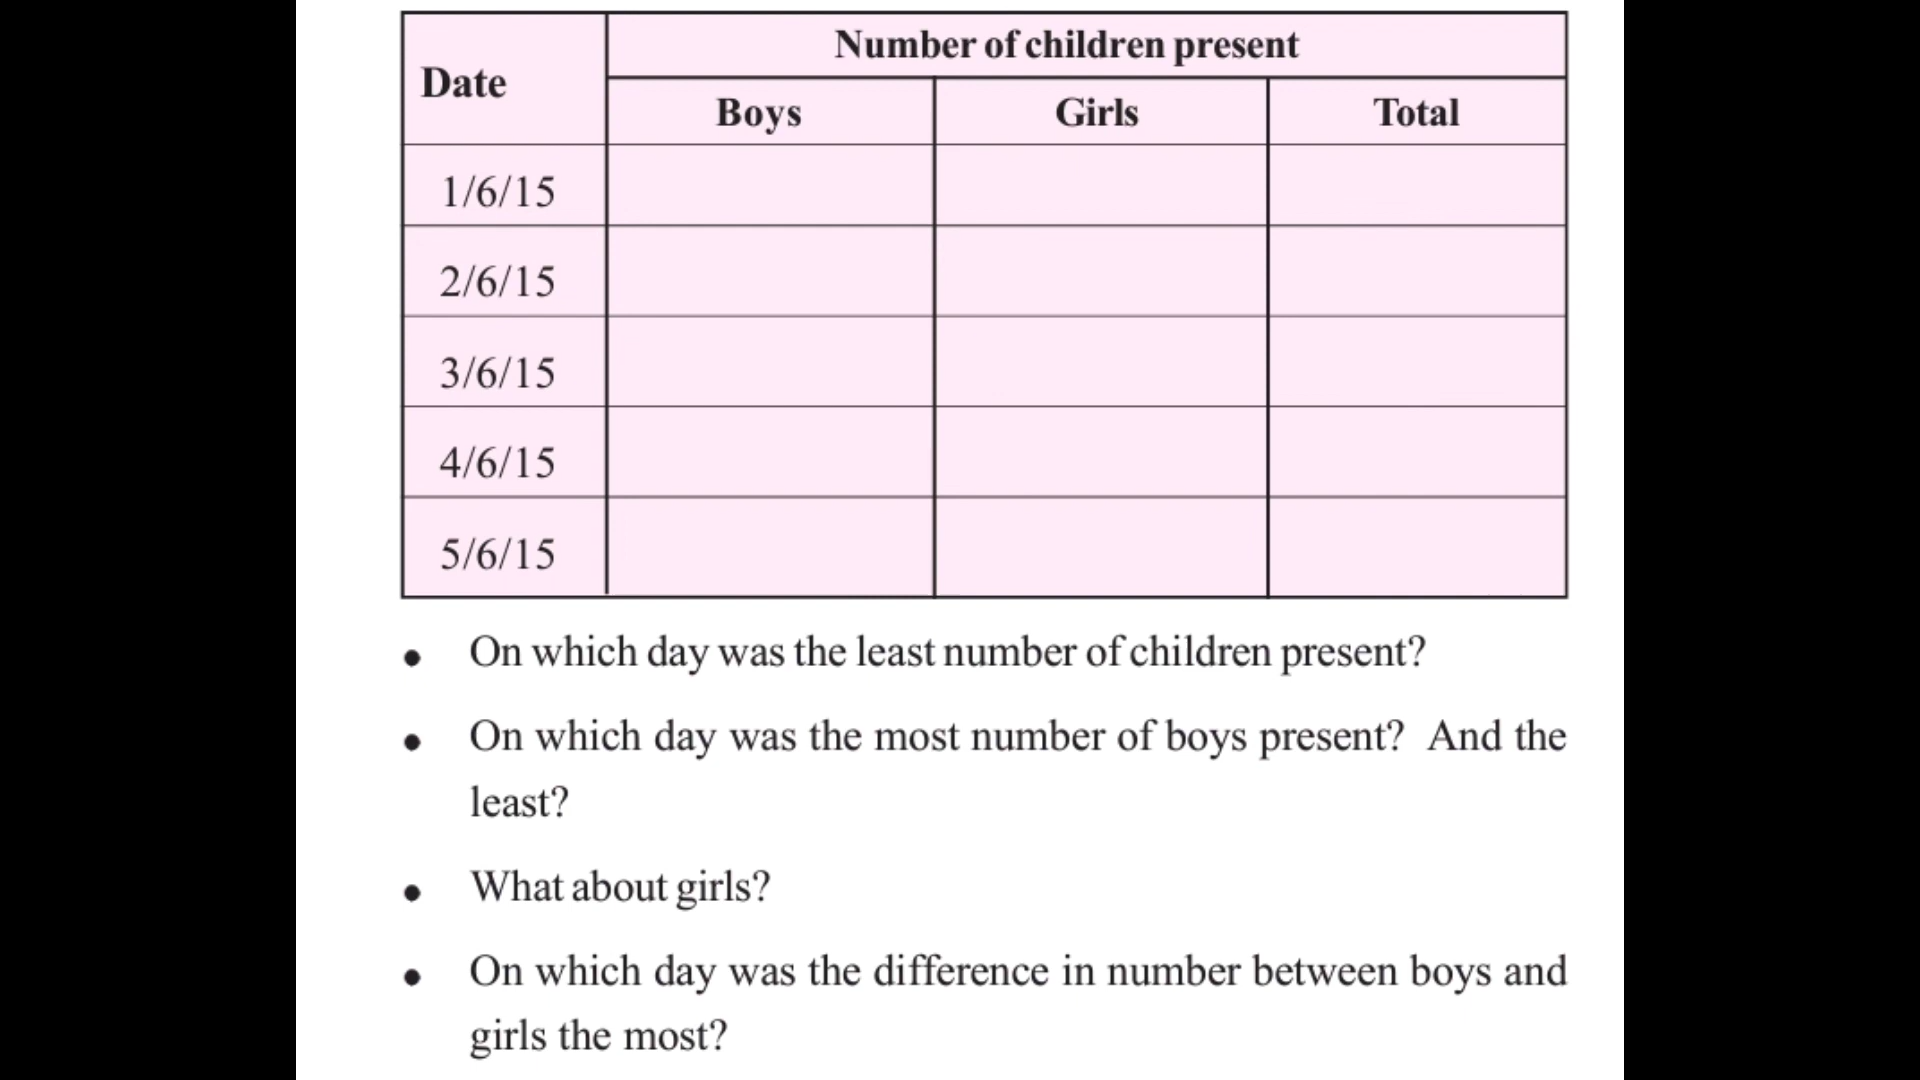 Number of children present
Date
Boys Girls Total
1/6/15
2/6/15
3/6/15
4/6/15
5/6/15
• On which day was the least number of children present?
• On which day was the most number of boys present? And the
least?
• What about girls?
• On which day was the difference in number between boys and
girls the most?